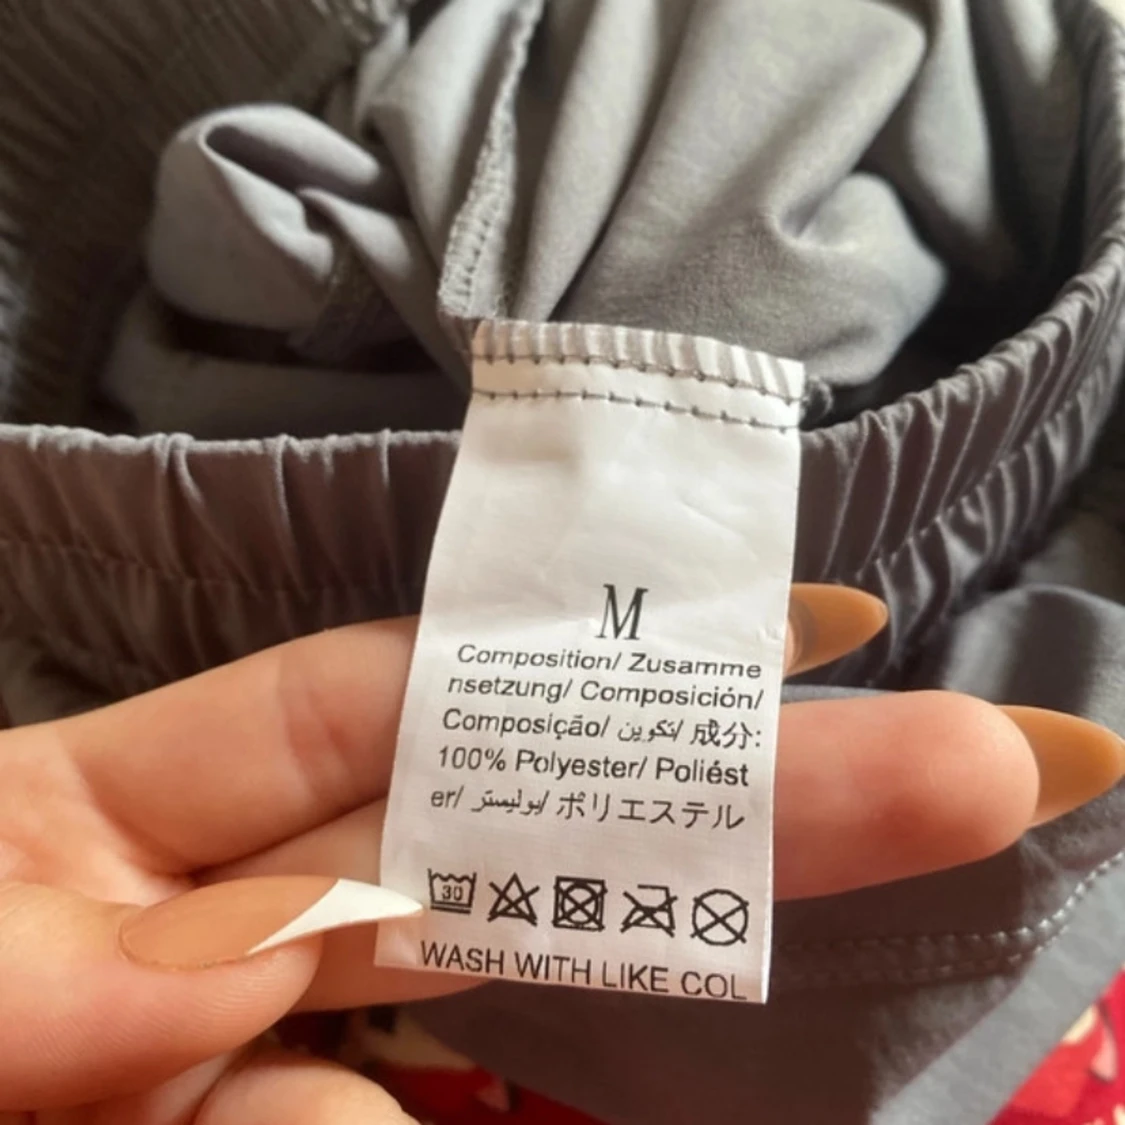 M
Composition/ Zusamme
nsetzung/ Composición/
Composição/ تكوين/ 成分:
100% Polyester/ Poliést
er/ بوليستر/ ポリエステル
30
WASH WITH LIKE COL